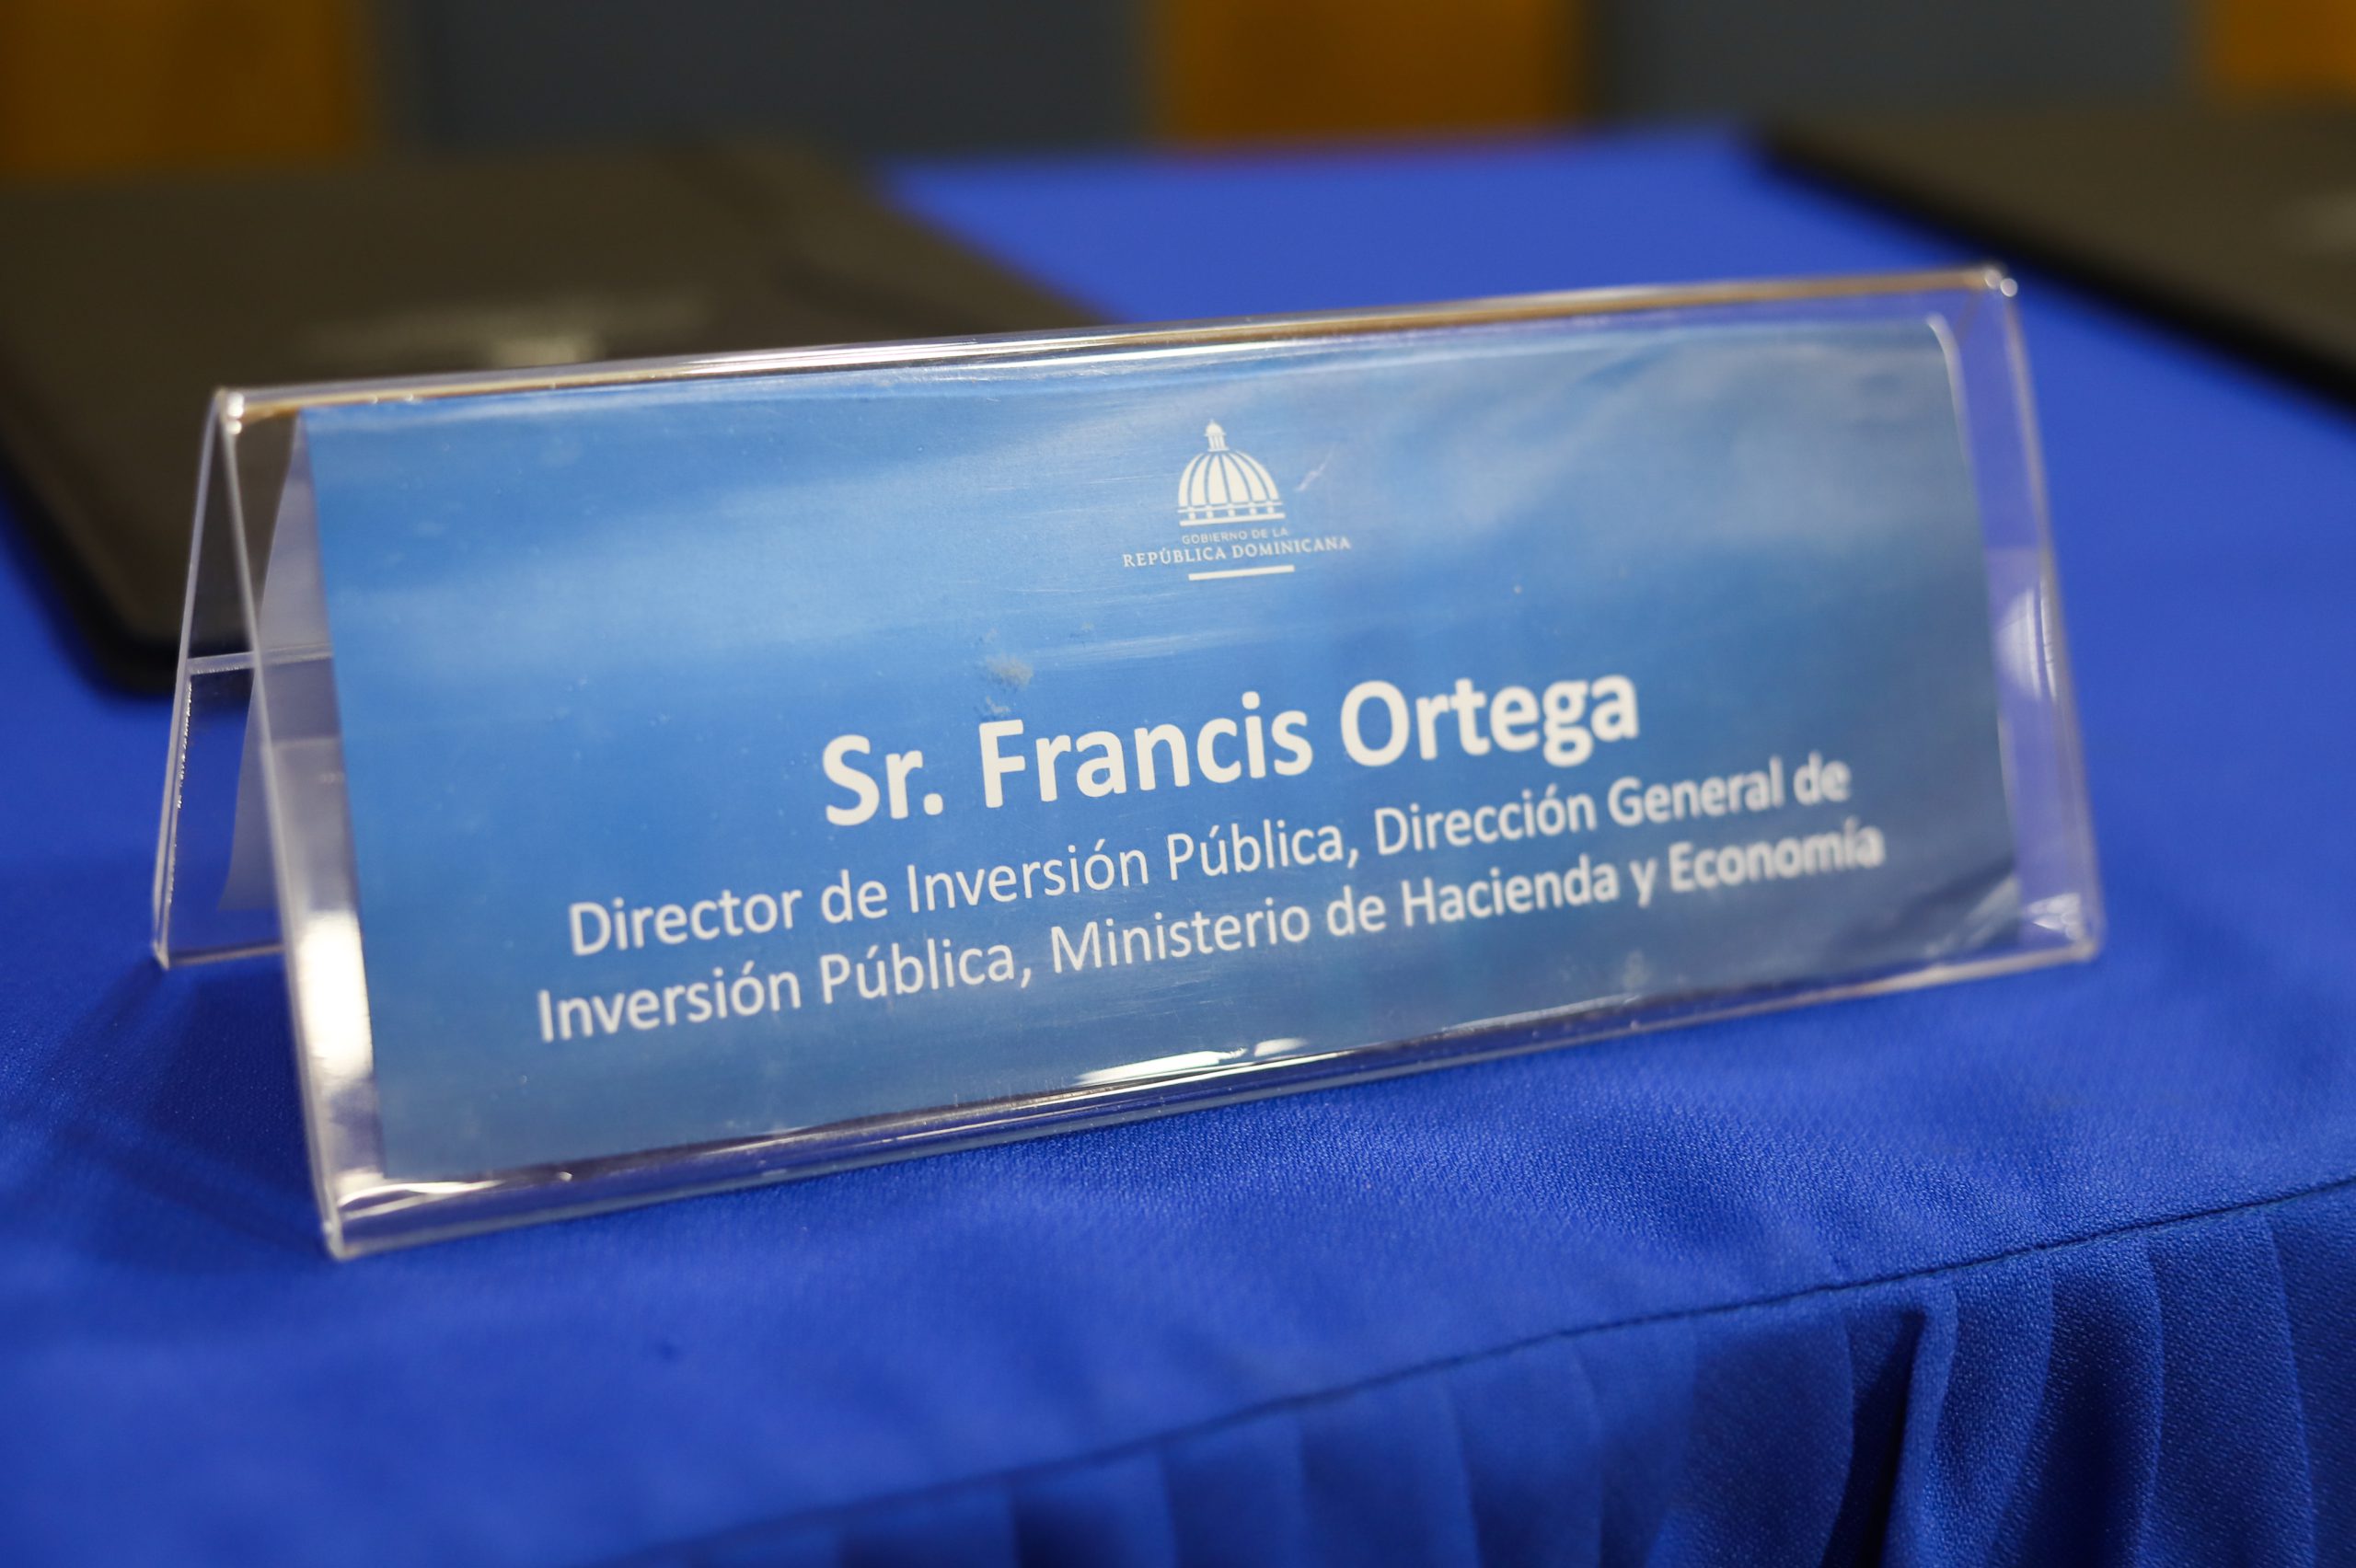 GOBIERNO DE LA
REPÚBLICA DOMINICANA
Sr. Francis Ortega
Director de Inversión Pública, Dirección General de
Inversión Pública, Ministerio de Hacienda y Economía